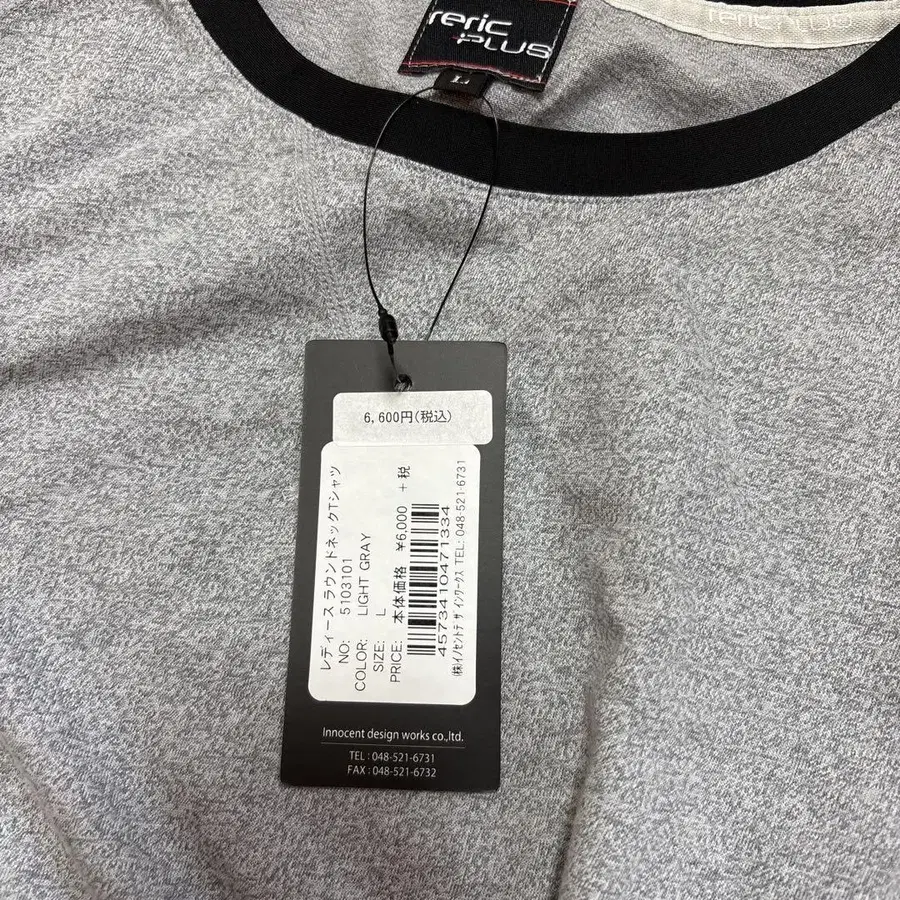 reric
PLUS
L
reric
6,600円(税込)
レディース ラウンドネックTシャツ
NO: 5103101
COLOR: LIGHT GRAY
SIZE: L
PRICE: 本体価格 ¥6,000 +税
4573410471334
(株)イノセントデザインワークス TEL: 048-521-6731
Innocent design works co.,ltd.
TEL : 048-521-6731
FAX : 048-521-6732